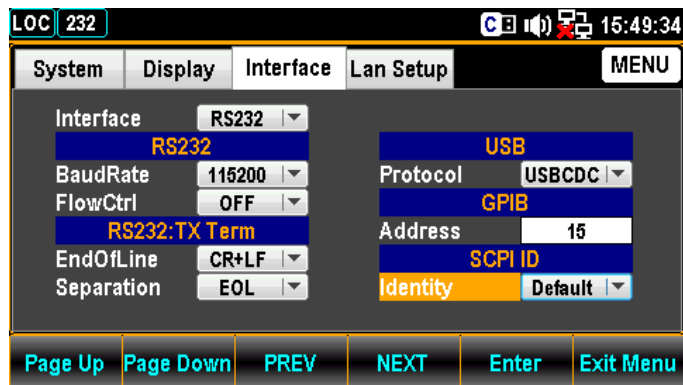 LOC 232 C 15:49:34
System Display Interface Lan Setup MENU
Interface RS232
RS232
BaudRate 115200
FlowCtrl OFF
RS232:TX Term
EndOfLine CR+LF
Separation EOL
USB
Protocol USBCDC
GPIB
Address 15
SCPI ID
Identity Default
Page Up Page Down PREV NEXT Enter Exit Menu